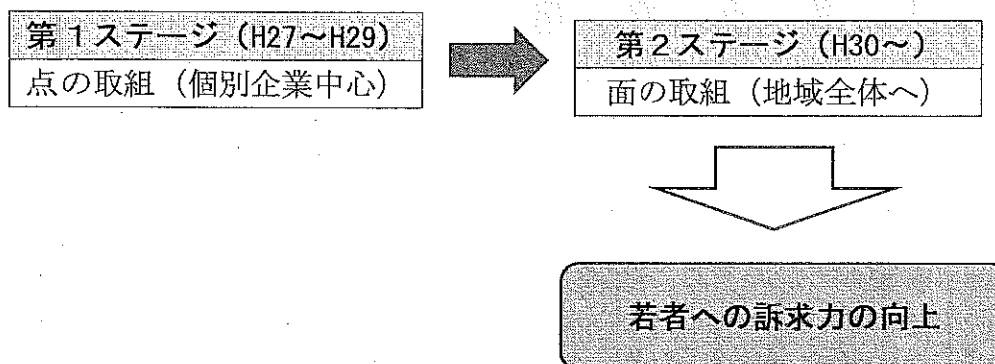 第１ステージ（H27～H29）
点の取組（個別企業中心）
第２ステージ（H30～）
面の取組（地域全体へ）
若者への訴求力の向上